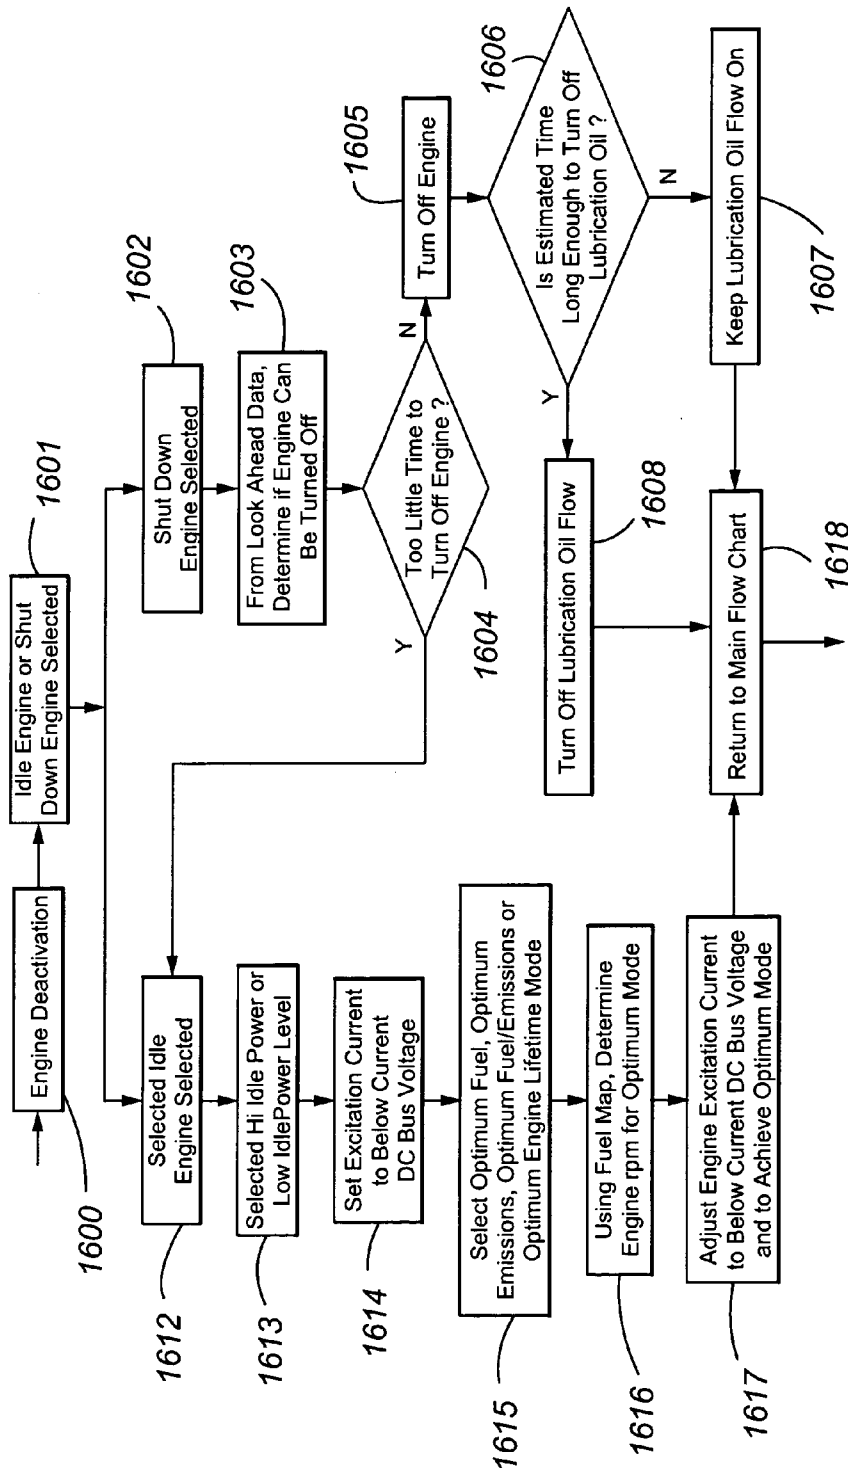 1600
Engine Deactivation
1601
Idle Engine or Shut
Down Engine Selected
1602
Shut Down
Engine Selected
1603
From Look Ahead Data,
Determine if Engine Can
Be Turned Off
Too Little Time to
Turn Off Engine ?
1604
Y
N
1605
Turn Off Engine
1606
Is Estimated Time
Long Enough to Turn Off
Lubrication Oil ?
Y
N
Keep Lubrication Oil Flow On
1607
1608
Turn Off Lubrication Oil Flow
1612
Selected Idle
Engine Selected
1613
Selected Hi Idle Power or
Low IdlePower Level
1614
Set Excitation Current
to Below Current
DC Bus Voltage
1615
Select Optimum Fuel, Optimum
Emissions, Optimum Fuel/Emissions or
Optimum Engine Lifetime Mode
1616
Using Fuel Map, Determine
Engine rpm for Optimum Mode
1617
Adjust Engine Excitation Current
to Below Current DC Bus Voltage
and to Achieve Optimum Mode
Return to Main Flow Chart
1618